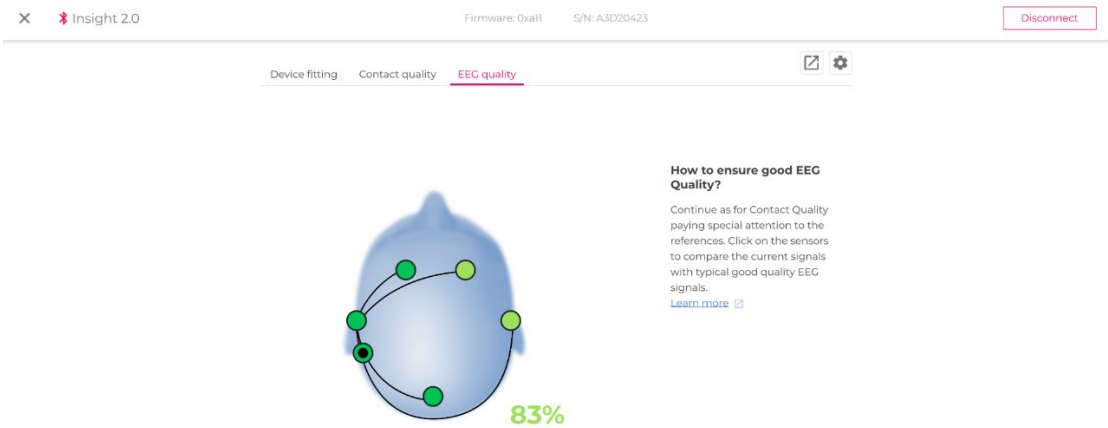 Insight 2.0
Firmware: 0xa11
S/N: A3D20423
Disconnect
Device fitting
Contact quality
EEG quality
How to ensure good EEG
Quality?
Continue as for Contact Quality
paying special attention to the
references. Click on the sensors
to compare the current signals
with typical good quality EEG
signals.
Learn more
83%